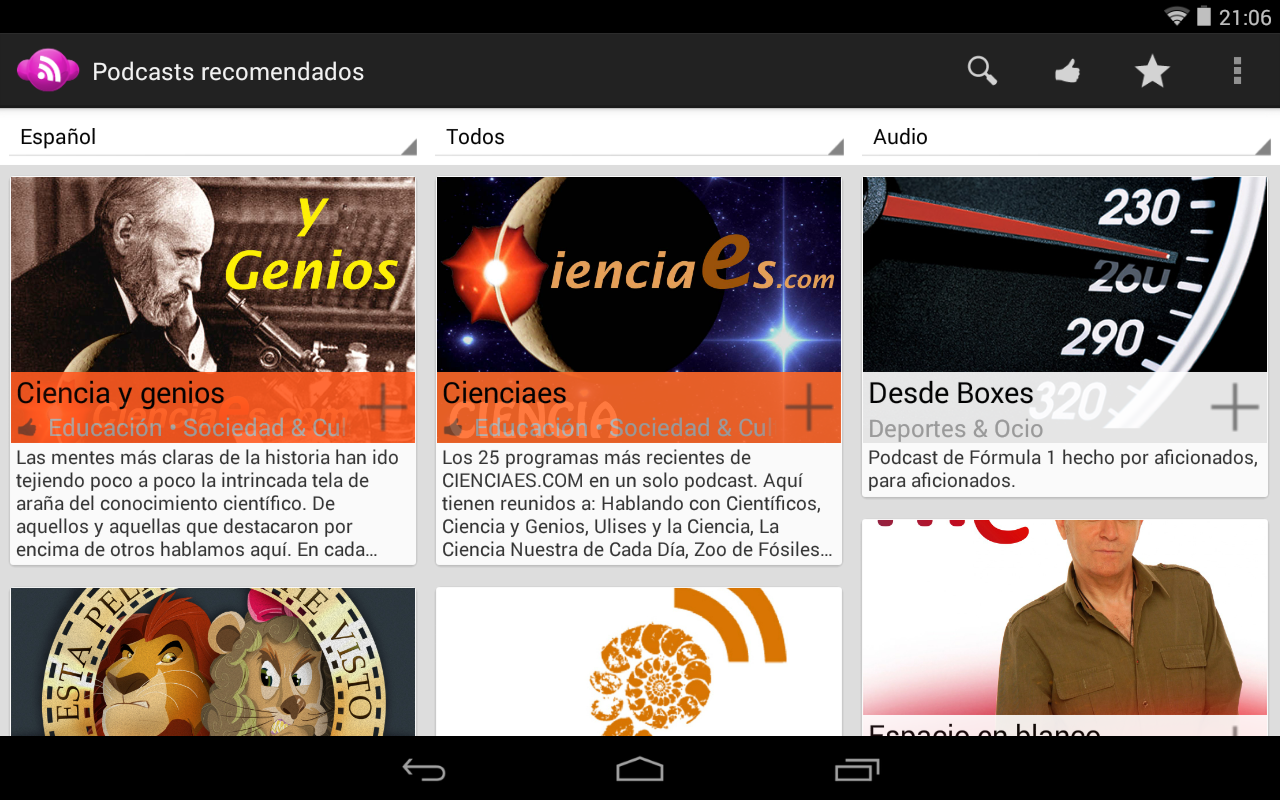 21:06
Podcasts recomendados
Español
Todos
Audio
y
Genios
Ciencia y genios
Educación • Sociedad & Cul
Las mentes más claras de la historia han ido
tejiendo poco a poco la intrincada tela de
araña del conocimiento científico. De
aquellos y aquellas que destacaron por
encima de otros hablamos aquí. En cada…
ienciaes.com
CIENCIA
Cienciaes
Educación • Sociedad & Cul
Los 25 programas más recientes de
CIENCIAES.COM en un solo podcast. Aquí
tienen reunidos a: Hablando con Científicos,
Ciencia y Genios, Ulises y la Ciencia, La
Ciencia Nuestra de Cada Día, Zoo de Fósiles…
230
260
290
320
Desde Boxes
Deportes & Ocio
Podcast de Fórmula 1 hecho por aficionados,
para aficionados.
ESTA PEL
ME VISTO
Espacio en blanco